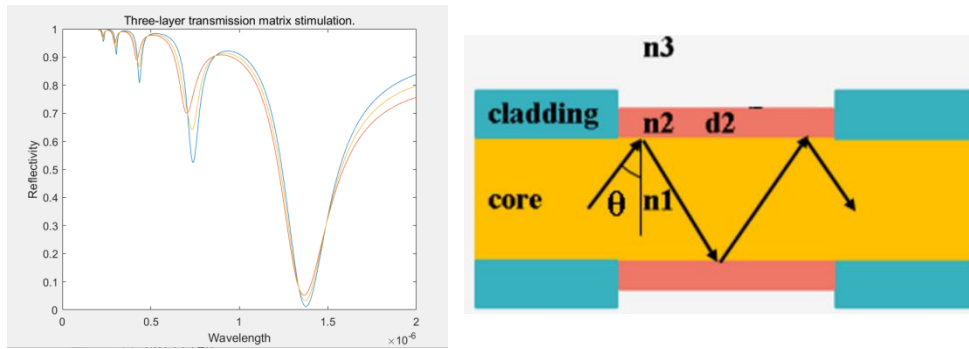 Three-layer transmission matrix stimulation.
Reflectivity
1
0.9
0.8
0.7
0.6
0.5
0.4
0.3
0.2
0.1
0
0 0.5 1 1.5 2
Wavelength ×10⁻⁶
n3
cladding n2 d2
core θ n1